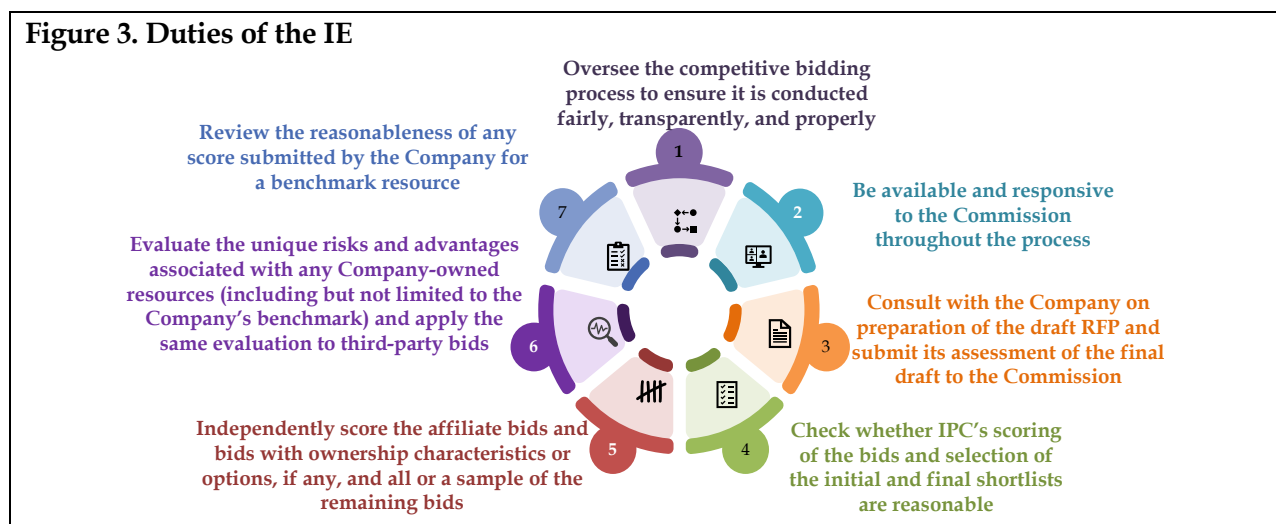 Figure 3. Duties of the IE
Oversee the competitive bidding
process to ensure it is conducted
fairly, transparently, and properly
1
Be available and responsive
to the Commission
throughout the process
2
Consult with the Company on
preparation of the draft RFP and
submit its assessment of the final
draft to the Commission
3
Check whether IPC's scoring
of the bids and selection of
the initial and final shortlists
are reasonable
4
Independently score the affiliate bids and
bids with ownership characteristics or
options, if any, and all or a sample of the
remaining bids
5
Evaluate the unique risks and advantages
associated with any Company-owned
resources (including but not limited to the
Company's benchmark) and apply the
same evaluation to third-party bids
6
Review the reasonableness of any
score submitted by the Company for
a benchmark resource
7